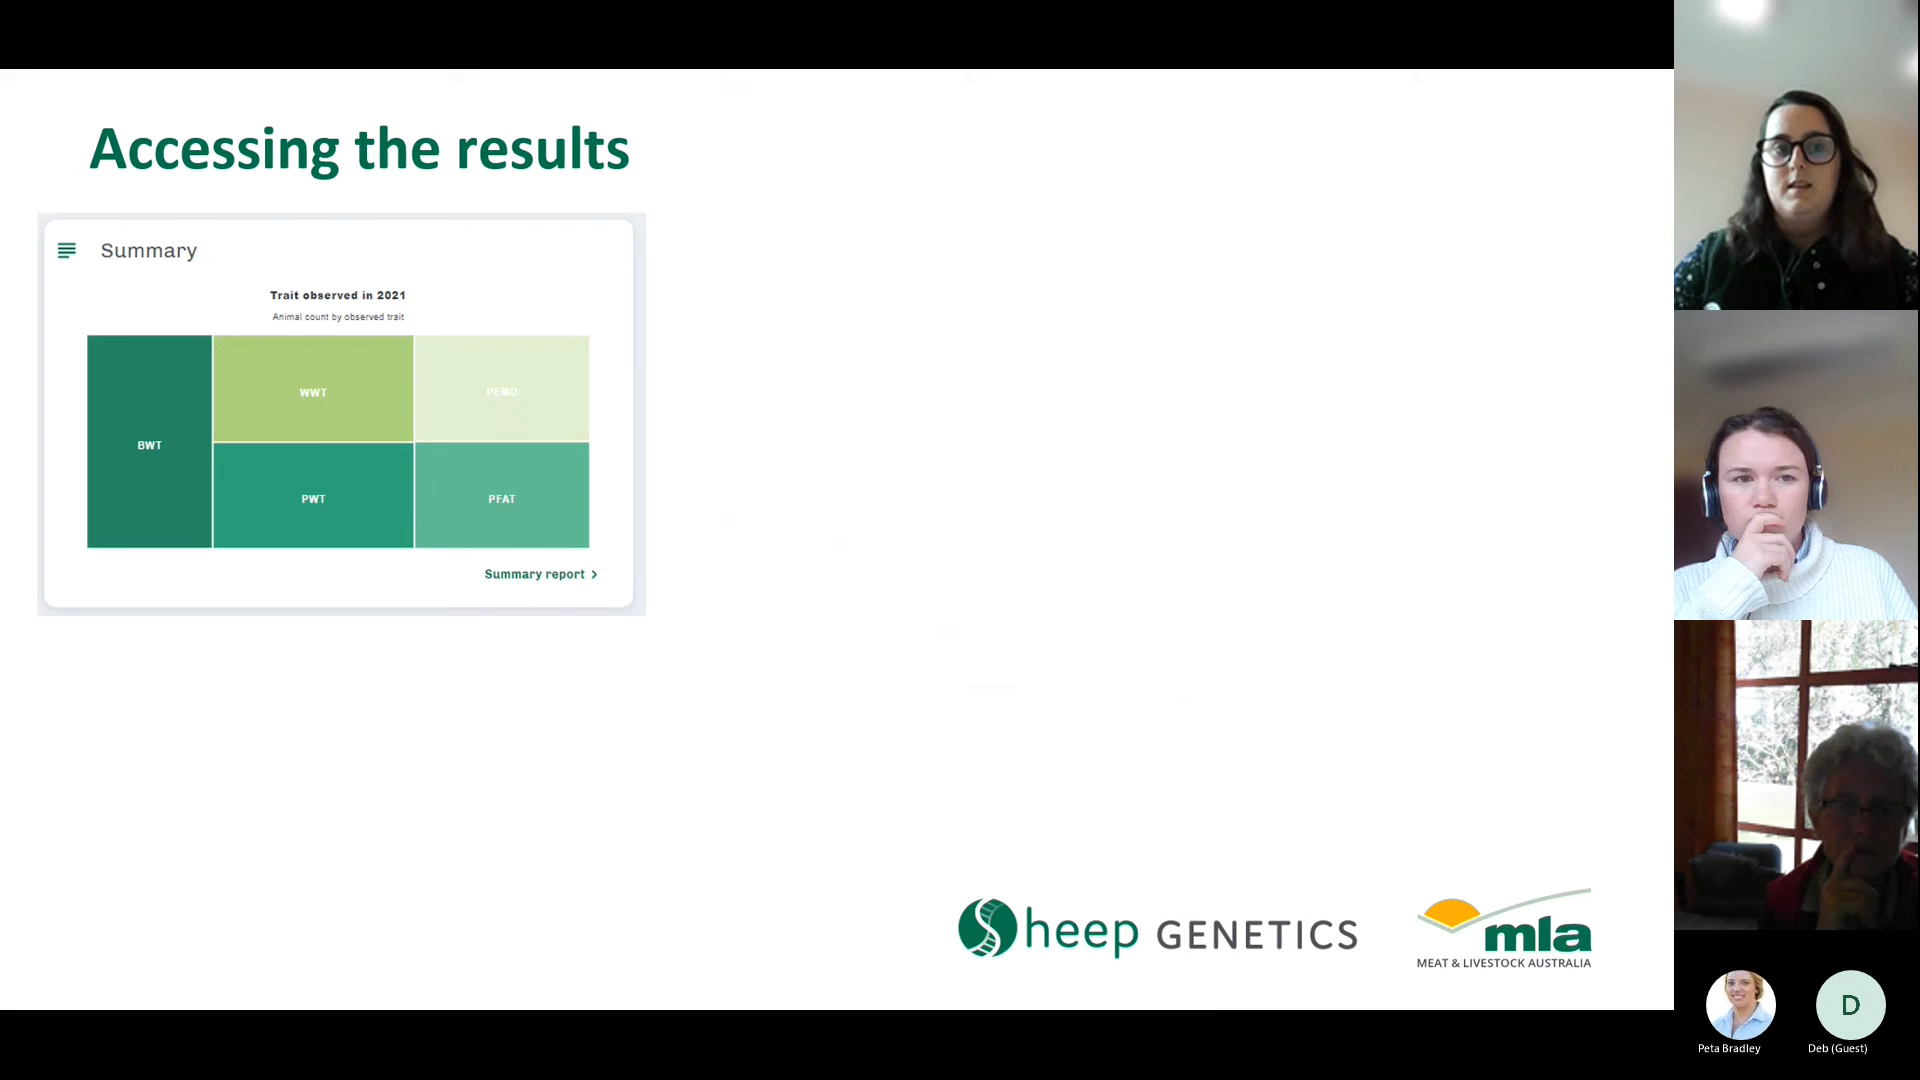 Accessing the results
Summary
Trait observed in 2021
Animal count by observed trait
BWT
WWT
PEMD
PWT
PFAT
Summary report >
Sheep GENETICS
mla
MEAT & LIVESTOCK AUSTRALIA
D
Peta Bradley
Deb (Guest)